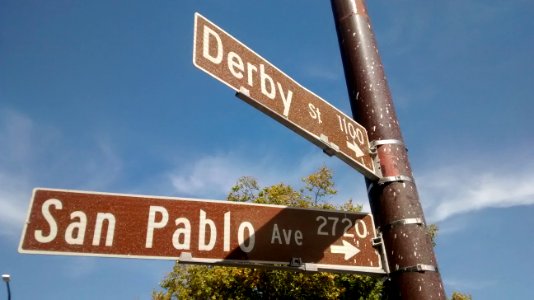 Derby St 1100 →
San Pablo Ave 2720 →